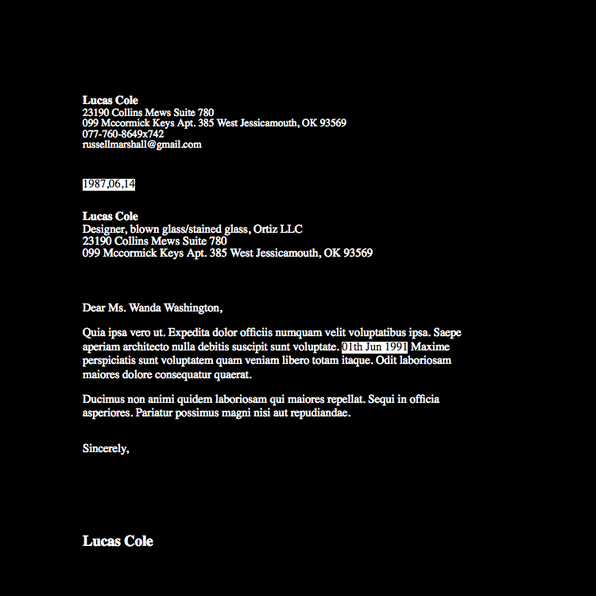 Lucas Cole
23190 Collins Mews Suite 780
099 Mccormick Keys Apt. 385 West Jessicamouth, OK 93569
077-760-8649x742
russellmarshall@gmail.com
1987,06,14
Lucas Cole
Designer, blown glass/stained glass, Ortiz LLC
23190 Collins Mews Suite 780
099 Mccormick Keys Apt. 385 West Jessicamouth, OK 93569
Dear Ms. Wanda Washington,
Quia ipsa vero ut. Expedita dolor officiis numquam velit voluptatibus ipsa. Saepe
aperiam architecto nulla debitis suscipit sunt voluptate. 01th Jun 1991 Maxime
perspiciatis sunt voluptatem quam veniam libero totam itaque. Odit laboriosam
maiores dolore consequatur quaerat.
Ducimus non animi quidem laboriosam qui maiores repellat. Sequi in officia
asperiores. Pariatur possimus magni nisi aut repudiandae.
Sincerely,
Lucas Cole